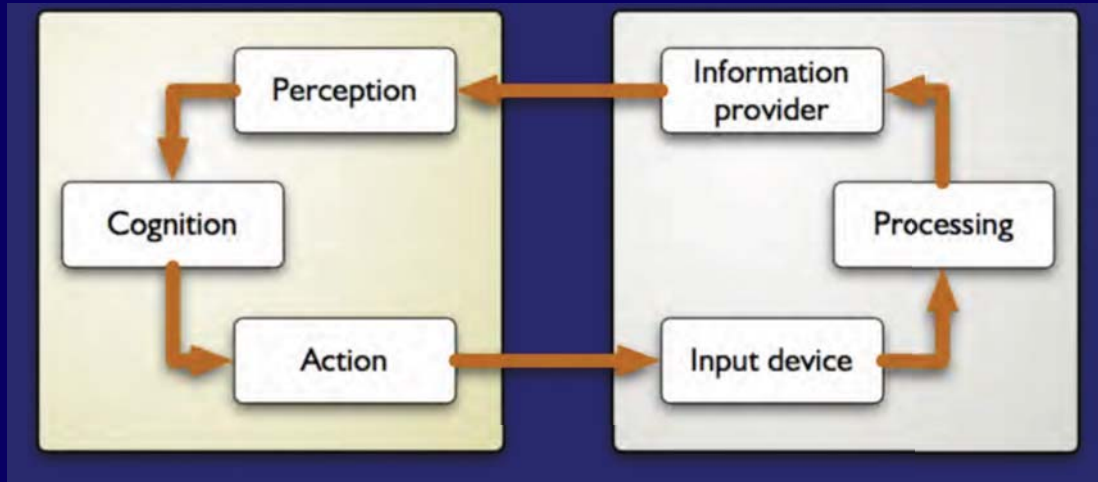 Perception
Information
provider
Cognition
Processing
Action
Input device